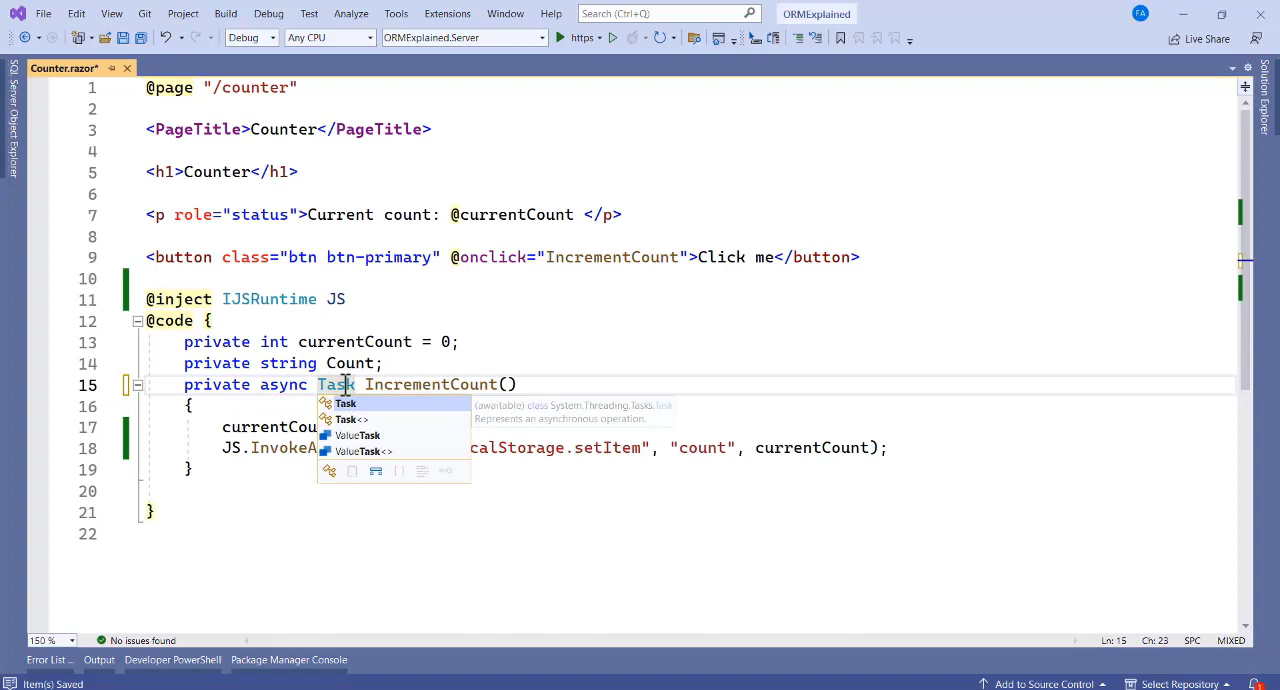 File Edit View Git Project Build Debug Test Analyze Tools Extensions Window Help Search (Ctrl+Q) ORMExplained FA
Debug Any CPU ORMExplained.Server https Live Share
Counter.razor*
SQL Server Object Explorer
Solution Explorer
1 @page "/counter"
2
3 <PageTitle>Counter</PageTitle>
4
5 <h1>Counter</h1>
6
7 <p role="status">Current count: @currentCount </p>
8
9 <button class="btn btn-primary" @onclick="IncrementCount">Click me</button>
10
11 @inject IJSRuntime JS
12 @code {
13 private int currentCount = 0;
14 private string Count;
15 private async Task IncrementCount()
16 {
Task (awaitable) class System.Threading.Tasks.Task
Task<> Represents an asynchronous operation.
17 currentCou
ValueTask
18 JS.InvokeA calStorage.setItem", "count", currentCount);
ValueTask<>
19 }
20
21 }
22
150 % No issues found Ln: 15 Ch: 23 SPC MIXED
Error List ... Output Developer PowerShell Package Manager Console
Item(s) Saved Add to Source Control Select Repository 1